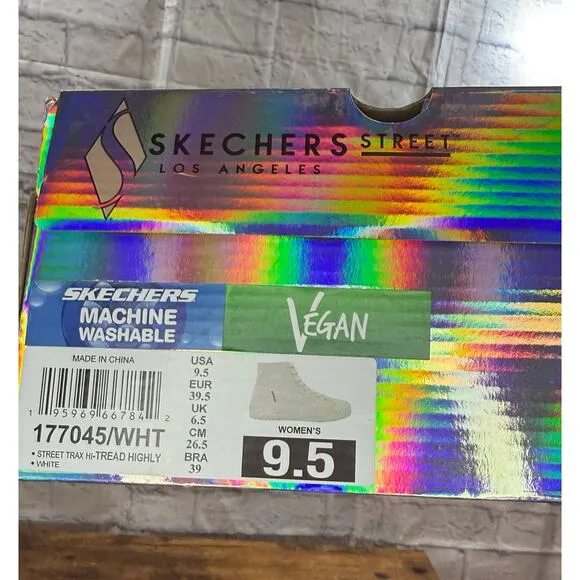 SKECHERS STREET™
LOS ANGELES
SKECHERS
MACHINE
WASHABLE
VEGAN
MADE IN CHINA
1 95969 66784 2
177045/WHT
• STREET TRAX HI-TREAD HIGHLY
• WHITE
USA
9.5
EUR
39.5
UK
6.5
CM
26.5
BRA
39
WOMEN'S
9.5